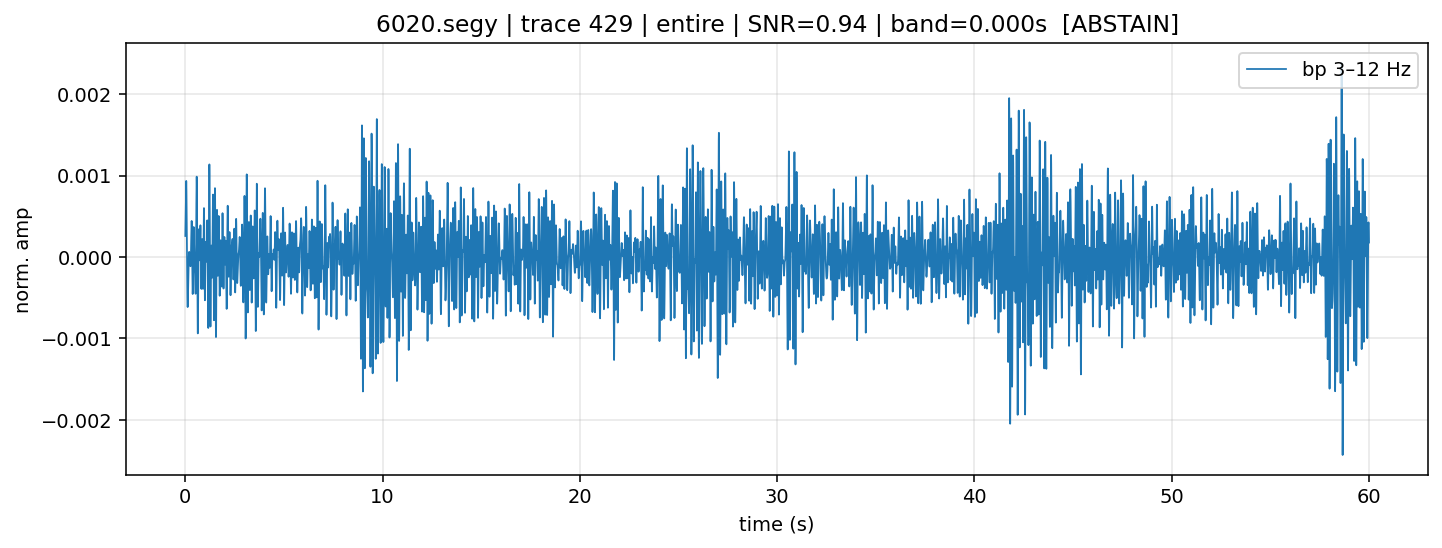 6020.segy | trace 429 | entire | SNR=0.94 | band=0.000s  [ABSTAIN]
bp 3–12 Hz
norm. amp
0.002
0.001
0.000
−0.001
−0.002
0 10 20 30 40 50 60
time (s)